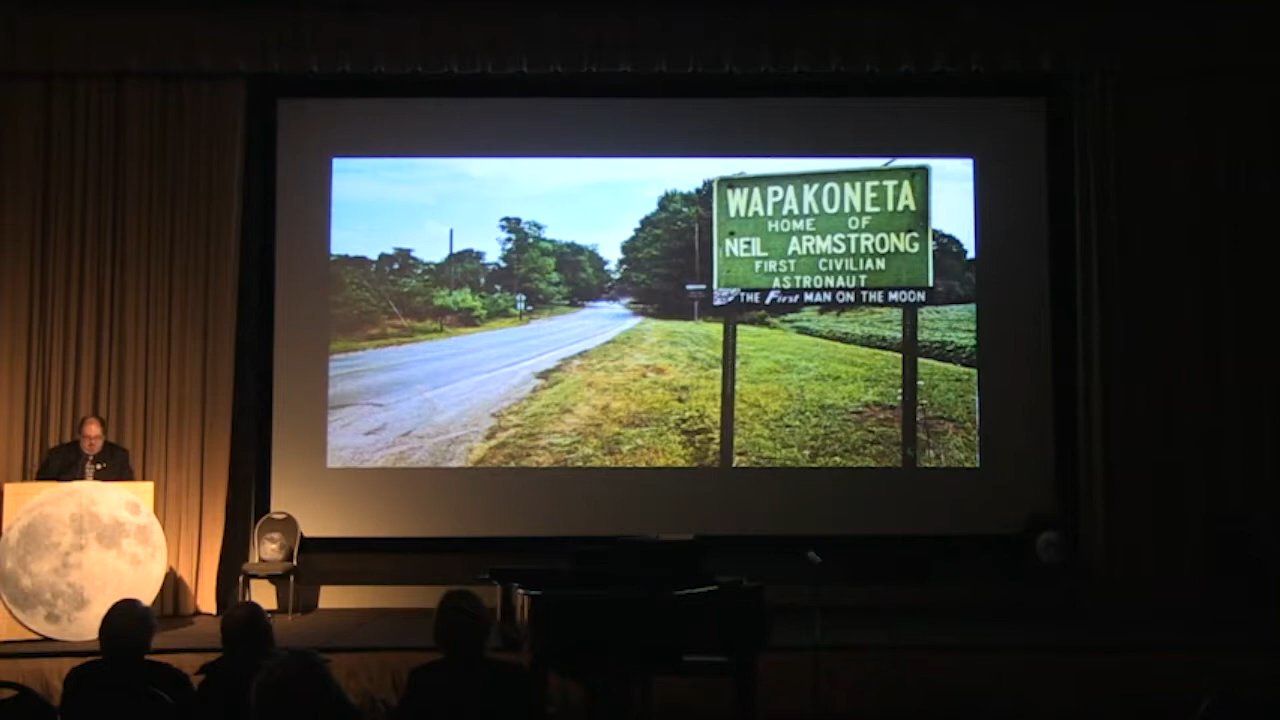 WAPAKONETA
HOME OF
NEIL ARMSTRONG
FIRST CIVILIAN
ASTRONAUT
THE First MAN ON THE MOON